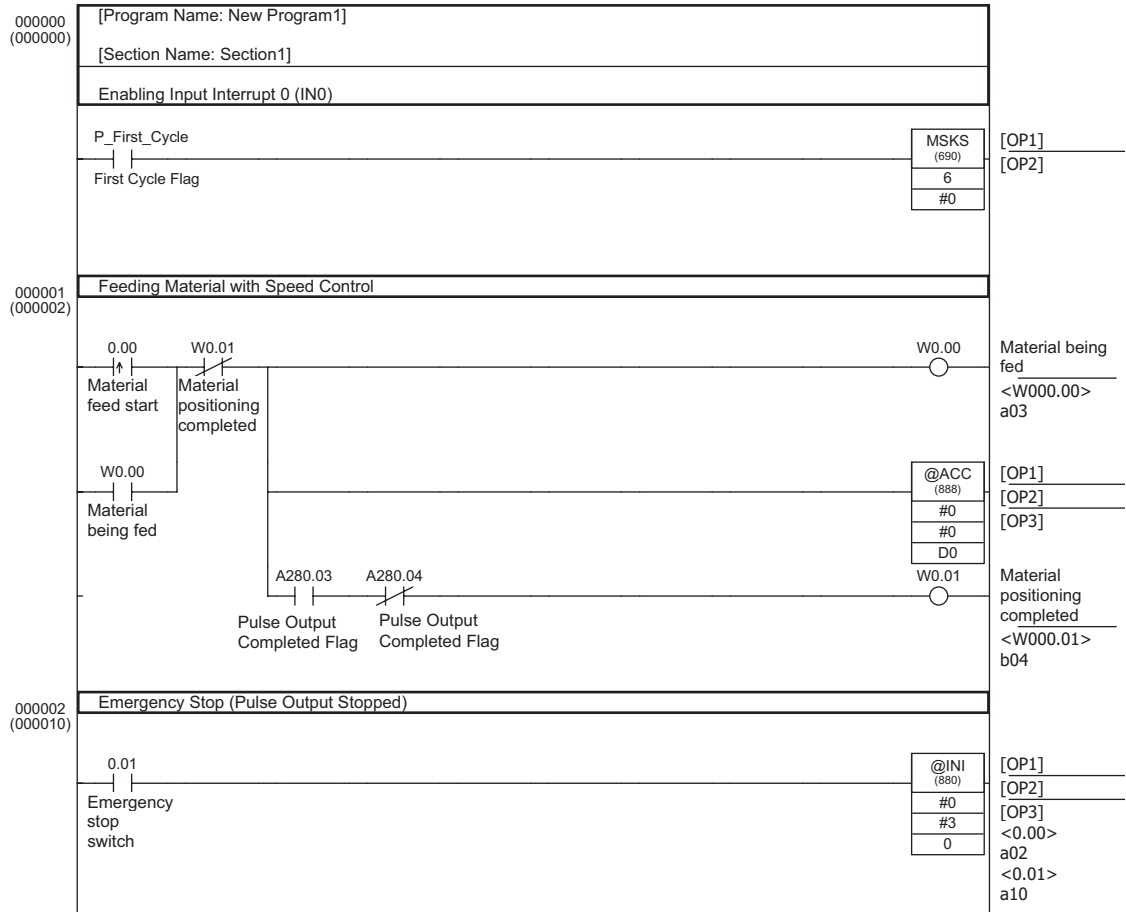 000000
(000000)
[Program Name: New Program1]
[Section Name: Section1]
Enabling Input Interrupt 0 (IN0)
P_First_Cycle
First Cycle Flag
MSKS
(690)
6
#0
[OP1]
[OP2]
000001
(000002)
Feeding Material with Speed Control
0.00
Material
feed start
W0.01
Material
positioning
completed
W0.00
Material being
fed
<W000.00>
a03
W0.00
Material
being fed
@ACC
(888)
#0
#0
D0
[OP1]
[OP2]
[OP3]
A280.03
Pulse Output
Completed Flag
A280.04
Pulse Output
Completed Flag
W0.01
Material
positioning
completed
<W000.01>
b04
000002
(000010)
Emergency Stop (Pulse Output Stopped)
0.01
Emergency
stop
switch
@INI
(880)
#0
#3
0
[OP1]
[OP2]
[OP3]
<0.00>
a02
<0.01>
a10